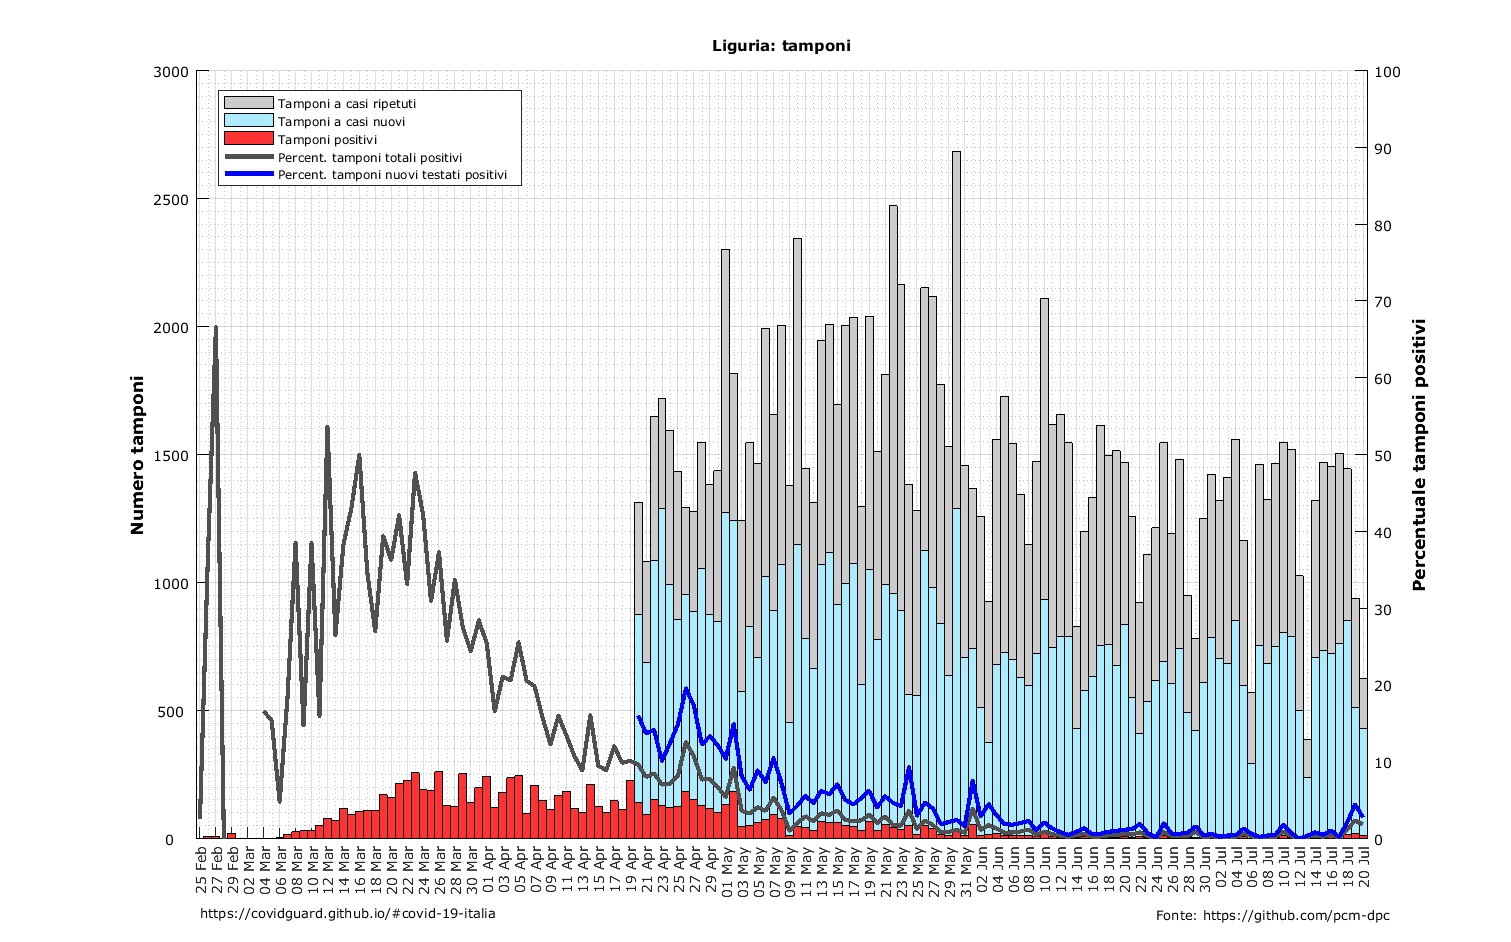 Liguria: tamponi
Tamponi a casi ripetuti
Tamponi a casi nuovi
Tamponi positivi
Percent. tamponi totali positivi
Percent. tamponi nuovi testati positivi
Numero tamponi
3000
2500
2000
1500
1000
500
0
Percentuale tamponi positivi
100
90
80
70
60
50
40
30
20
10
0
25 Feb
27 Feb
29 Feb
02 Mar
04 Mar
06 Mar
08 Mar
10 Mar
12 Mar
14 Mar
16 Mar
18 Mar
20 Mar
22 Mar
24 Mar
26 Mar
28 Mar
30 Mar
01 Apr
03 Apr
05 Apr
07 Apr
09 Apr
11 Apr
13 Apr
15 Apr
17 Apr
19 Apr
21 Apr
23 Apr
25 Apr
27 Apr
29 Apr
01 May
03 May
05 May
07 May
09 May
11 May
13 May
15 May
17 May
19 May
21 May
23 May
25 May
27 May
29 May
31 May
02 Jun
04 Jun
06 Jun
08 Jun
10 Jun
12 Jun
14 Jun
16 Jun
18 Jun
20 Jun
22 Jun
24 Jun
26 Jun
28 Jun
30 Jun
02 Jul
04 Jul
06 Jul
08 Jul
10 Jul
12 Jul
14 Jul
16 Jul
18 Jul
20 Jul
https://covidguard.github.io/#covid-19-italia
Fonte: https://github.com/pcm-dpc